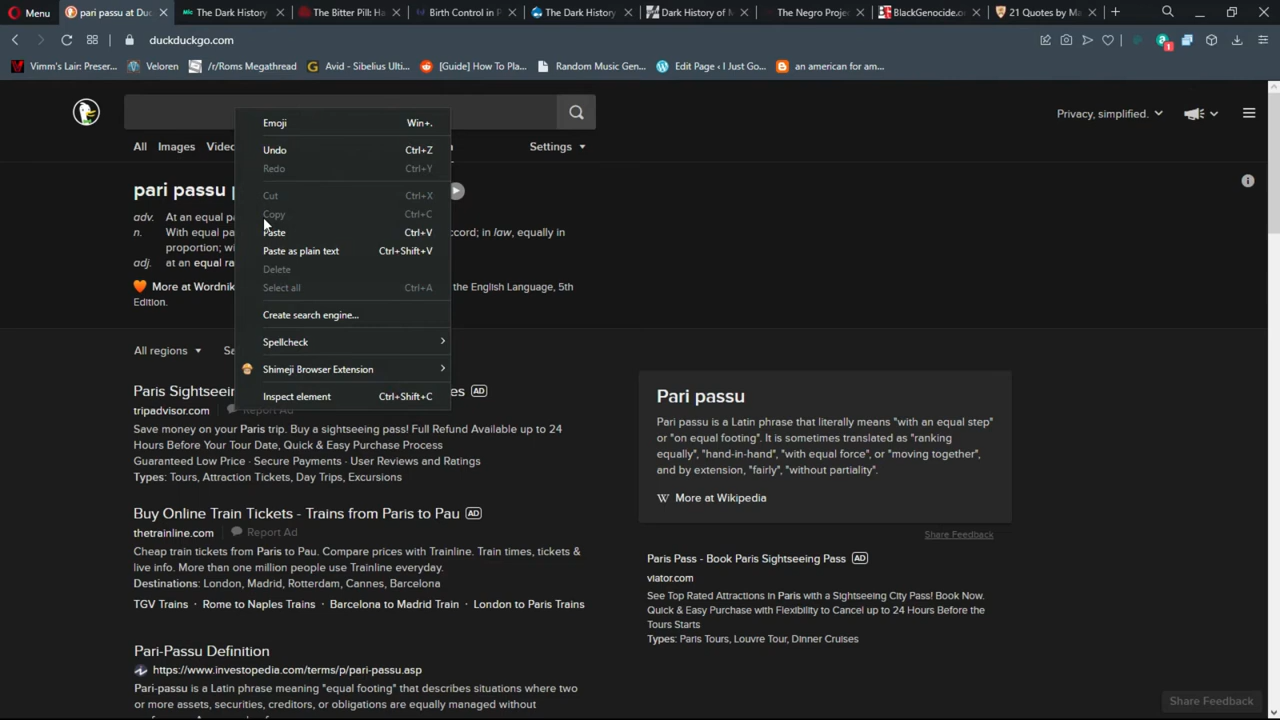 Menu
pari passu at Duc
The Dark History
The Bitter Pill: Ha
Birth Control in P
The Dark History
Dark History of M
The Negro Proje
BlackGenocide.o
21 Quotes by Ma
duckduckgo.com
1
Vimm's Lair: Preser...
Veloren
/r/Roms Megathread
Avid - Sibelius Ulti...
[Guide] How To Pla...
Random Music Gen...
Edit Page ‹ I Just Go...
an american for am...
Privacy, simplified.
All
Images
Video
Settings
Emoji Win+.
Undo Ctrl+Z
Redo Ctrl+Y
Cut Ctrl+X
Copy Ctrl+C
Paste Ctrl+V
Paste as plain text Ctrl+Shift+V
Delete
Select all Ctrl+A
Create search engine...
Spellcheck
Shimeji Browser Extension
Inspect element Ctrl+Shift+C
pari passu
adv. At an equal
n. With equal cord; in law, equally in
proportion;
adj. at an equal
More at Wordnik the English Language, 5th
Edition.
All regions
Paris Sightseein es AD
tripadvisor.com Report Ad
Save money on your Paris trip. Buy a sightseeing pass! Full Refund Available up to 24
Hours Before Your Tour Date, Quick & Easy Purchase Process
Guaranteed Low Price · Secure Payments · User Reviews and Ratings
Types: Tours, Attraction Tickets, Day Trips, Excursions
Buy Online Train Tickets - Trains from Paris to Pau AD
thetrainline.com Report Ad
Cheap train tickets from Paris to Pau. Compare prices with Trainline. Train times, tickets &
live info. More than one million people use Trainline everyday.
Destinations: London, Madrid, Rotterdam, Cannes, Barcelona
TGV Trains · Rome to Naples Trains · Barcelona to Madrid Train · London to Paris Trains
Pari-Passu Definition
https://www.investopedia.com/terms/p/pari-passu.asp
Pari-passu is a Latin phrase meaning "equal footing" that describes situations where two
or more assets, securities, creditors, or obligations are equally managed without
Pari passu
Pari passu is a Latin phrase that literally means "with an equal step"
or "on equal footing". It is sometimes translated as "ranking
equally", "hand-in-hand", "with equal force", or "moving together",
and by extension, "fairly", "without partiality".
W More at Wikipedia
Share Feedback
Paris Pass - Book Paris Sightseeing Pass AD
viator.com
See Top Rated Attractions in Paris with a Sightseeing City Pass! Book Now.
Quick & Easy Purchase with Flexibility to Cancel up to 24 Hours Before the
Tours Starts
Types: Paris Tours, Louvre Tour, Dinner Cruises
Share Feedback